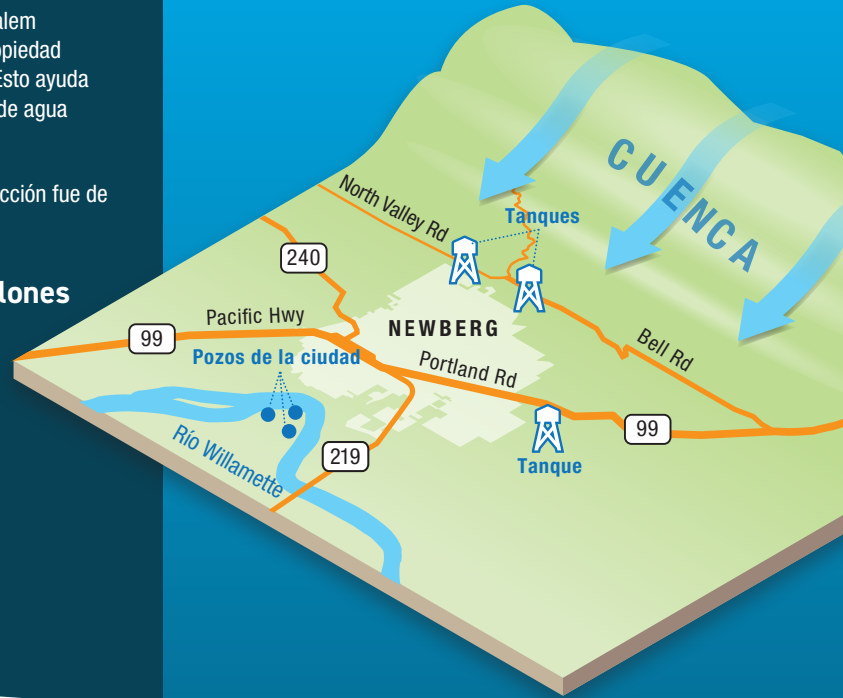 alem
opiedad
Esto ayuda
de agua
cción fue de
lones
CUENCA
North Valley Rd
Tanques
240
Pacific Hwy
NEWBERG
99
Bell Rd
Pozos de la ciudad
Portland Rd
99
Río Willamette
219
Tanque